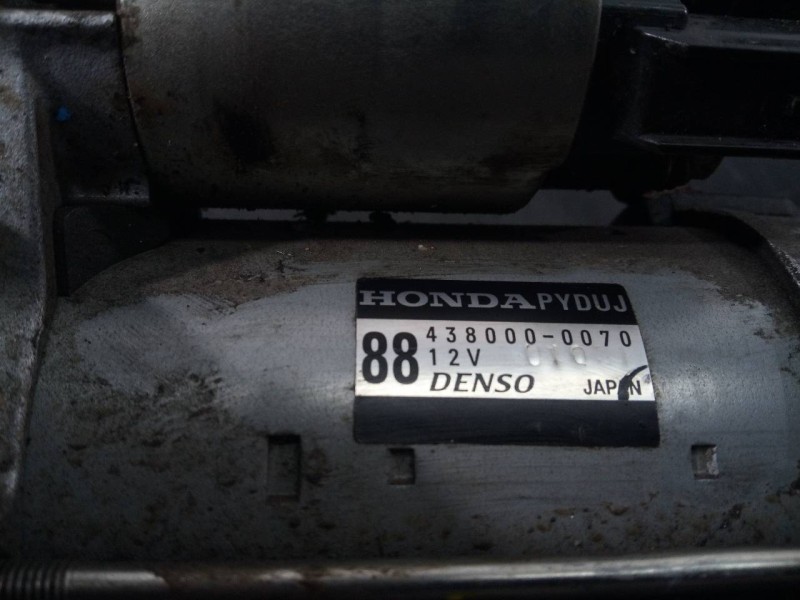 HONDA PYDUJ
88 438000-0070
12V
DENSO JAPAN